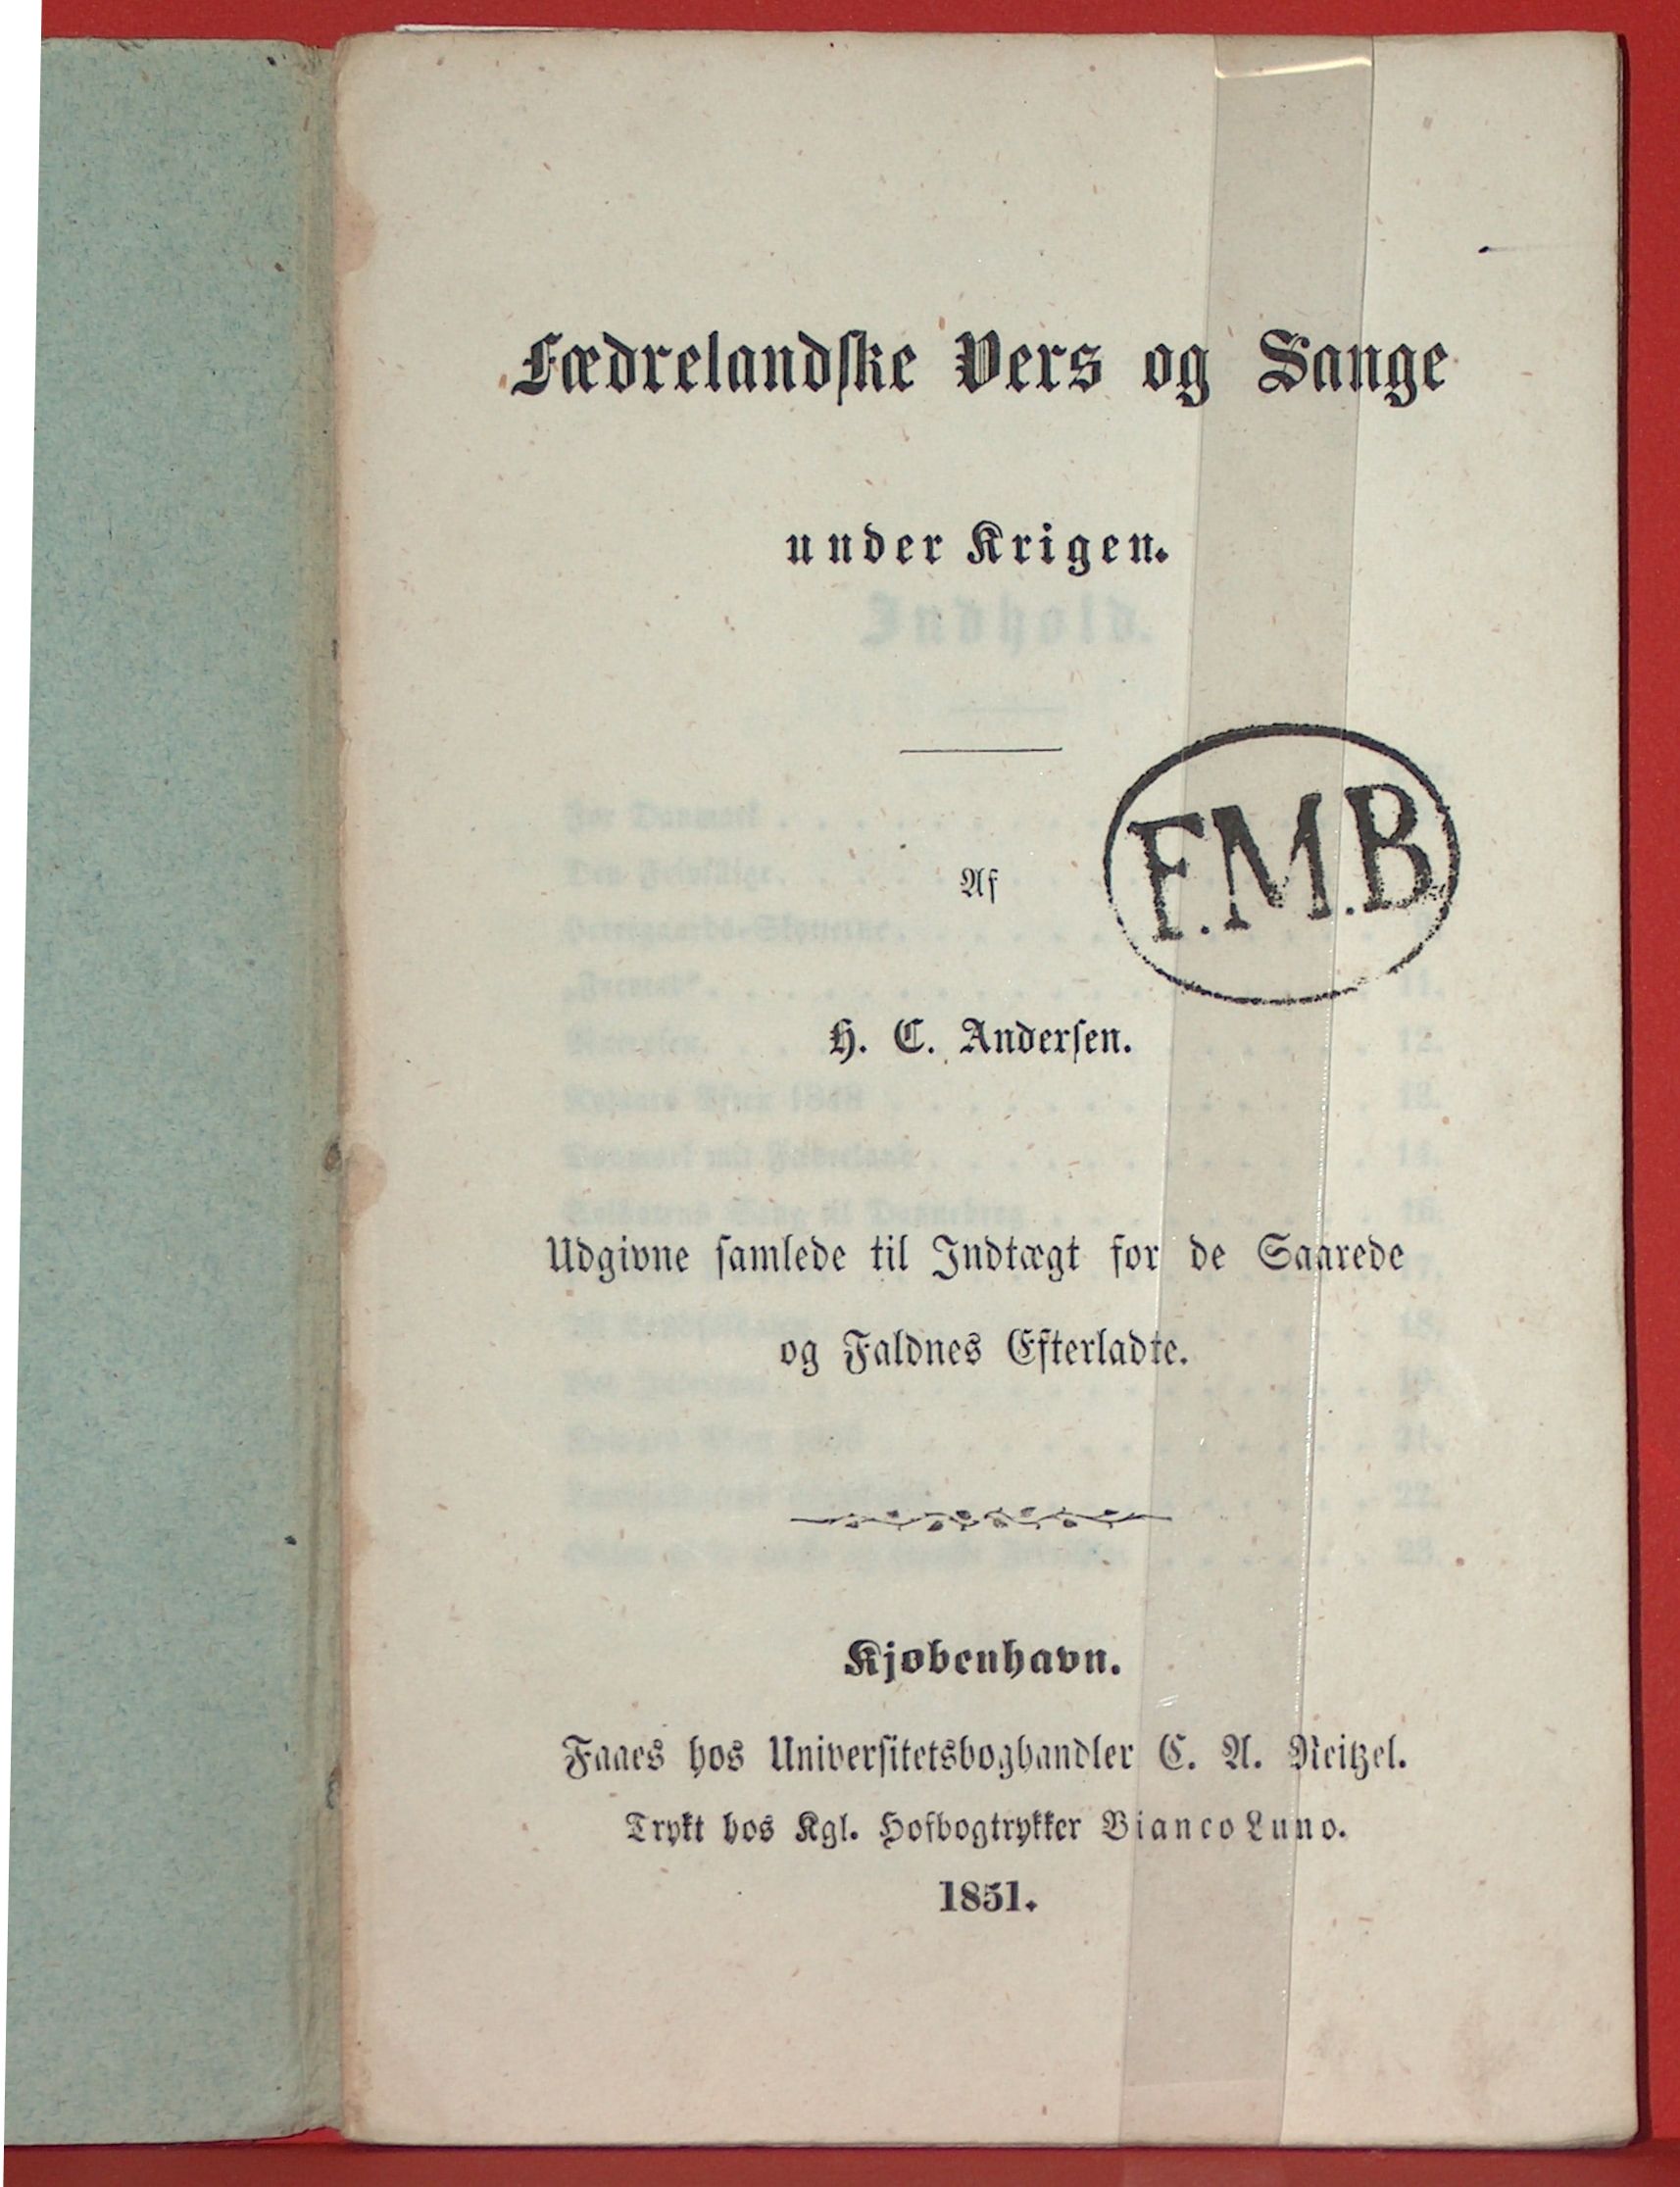 Fædrelandske Vers og Sange
under Krigen.
Indhold.
Af
F.M.B
H. C. Andersen.
Udgivne samlede til Indtægt for de Saarede
og Faldnes Efterladte.
Kjøbenhavn.
Faaes hos Universitetsboghandler C. A. Reitzel.
Trykt hos Kgl. Hofbogtrykker Bianco Luno.
1851.